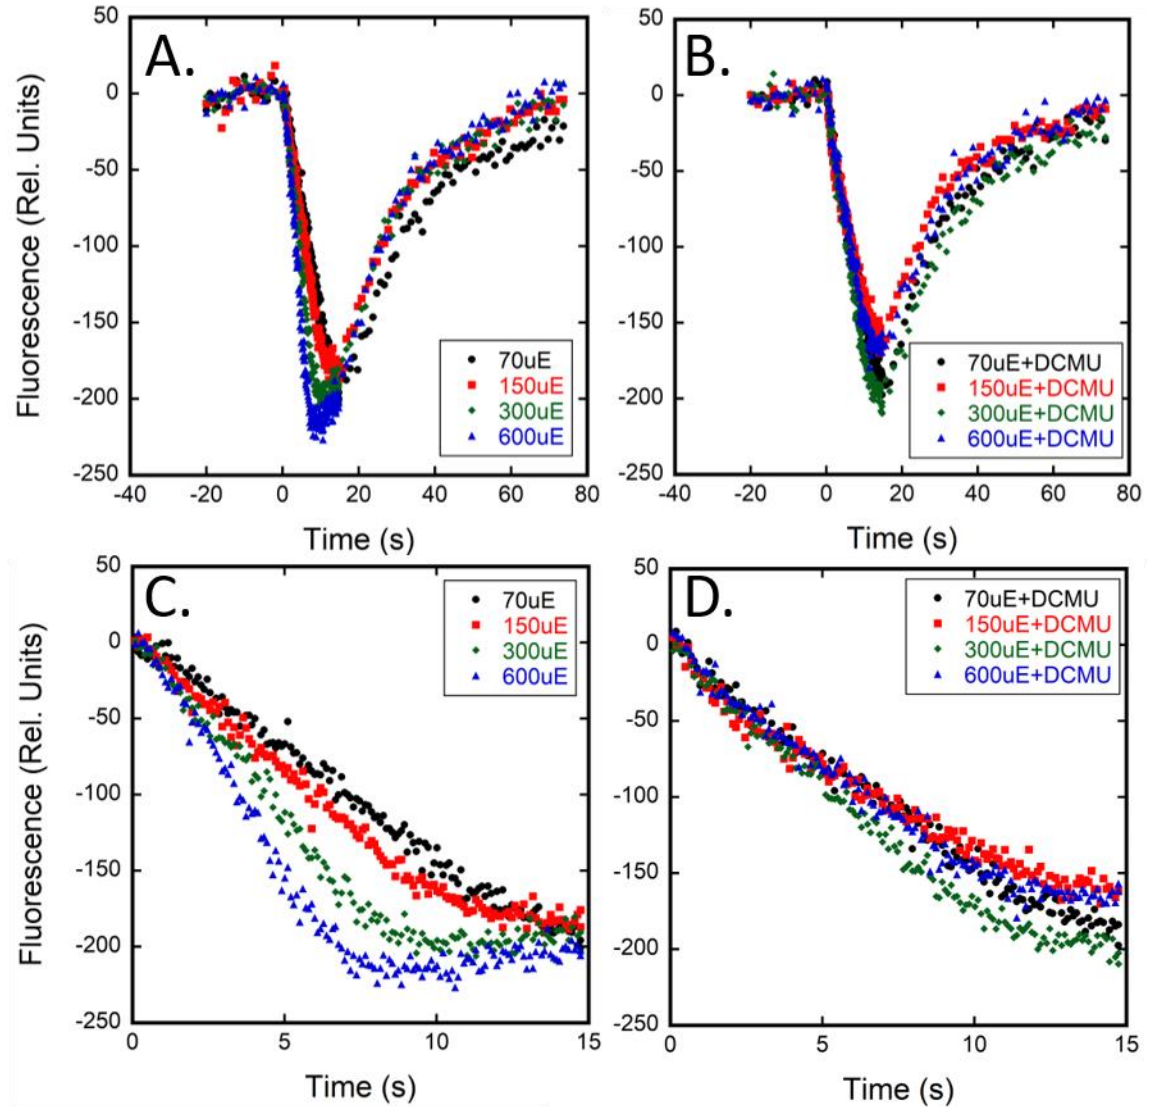 A.
Fluorescence (Rel. Units)
50
0
-50
-100
-150
-200
-250
70uE
150uE
300uE
600uE
-40 -20 0 20 40 60 80
Time (s)
B.
50
0
-50
-100
-150
-200
-250
70uE+DCMU
150uE+DCMU
300uE+DCMU
600uE+DCMU
-40 -20 0 20 40 60 80
Time (s)
C.
Fluorescence (Rel. Units)
50
0
-50
-100
-150
-200
-250
70uE
150uE
300uE
600uE
0 5 10 15
Time (s)
D.
50
0
-50
-100
-150
-200
-250
70uE+DCMU
150uE+DCMU
300uE+DCMU
600uE+DCMU
0 5 10 15
Time (s)